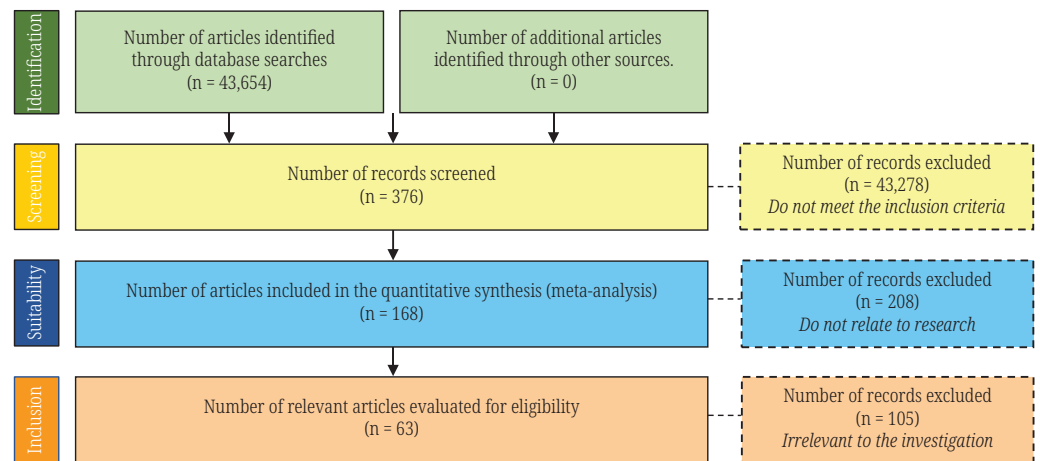 Identification
Number of articles identified
through database searches
(n = 43,654)
Number of additional articles
identified through other sources.
(n = 0)
Screening
Number of records screened
(n = 376)
Number of records excluded
(n = 43,278)
Do not meet the inclusion criteria
Suitability
Number of articles included in the quantitative synthesis (meta-analysis)
(n = 168)
Number of records excluded
(n = 208)
Do not relate to research
Inclusion
Number of relevant articles evaluated for eligibility
(n = 63)
Number of records excluded
(n = 105)
Irrelevant to the investigation